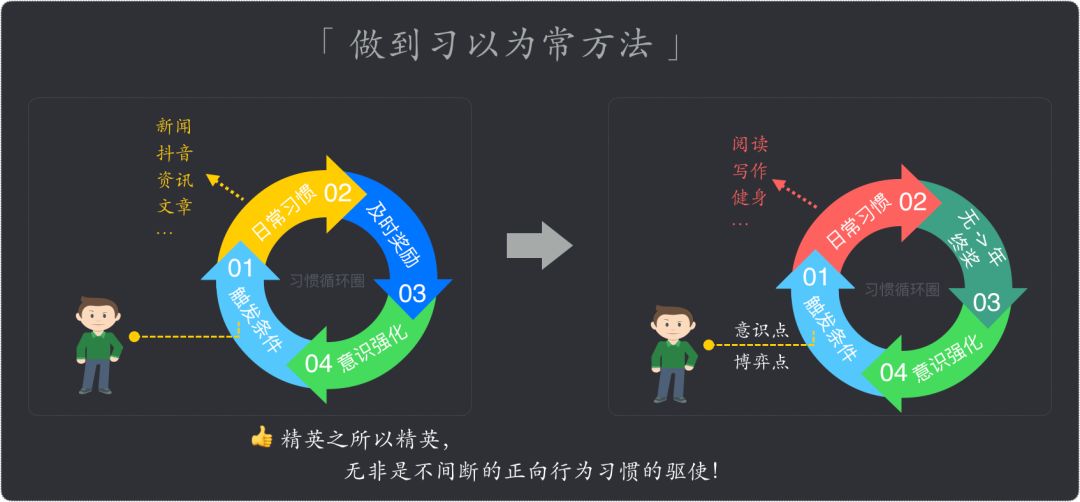 「 做到习以为常方法 」
新闻
抖音
资讯
文章
...
日常习惯 02
及时奖励
03
04 意识强化
01
触发条件
习惯循环圈
阅读
写作
健身
...
日常习惯 02
无->年
终奖
03
04 意识强化
01
触发条件
习惯循环圈
意识点
博弈点
👍 精英之所以精英，
无非是不间断的正向行为习惯的驱使！